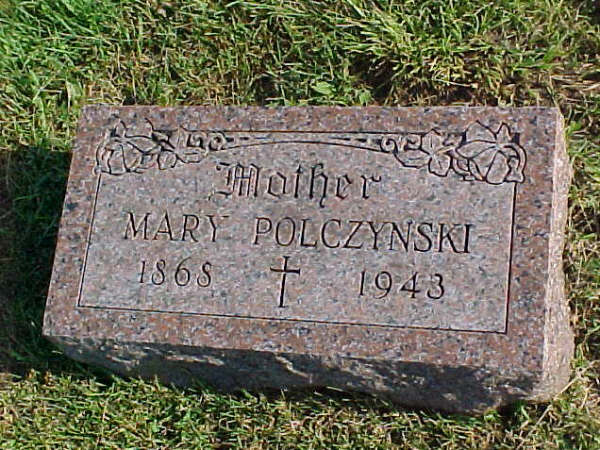 Mother
MARY POLCZYNSKI
1868 1943